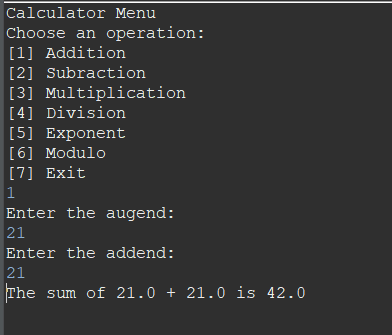 Calculator Menu
Choose an operation:
[1] Addition
[2] Subraction
[3] Multiplication
[4] Division
[5] Exponent
[6] Modulo
[7] Exit
1
Enter the augend:
21
Enter the addend:
21
The sum of 21.0 + 21.0 is 42.0